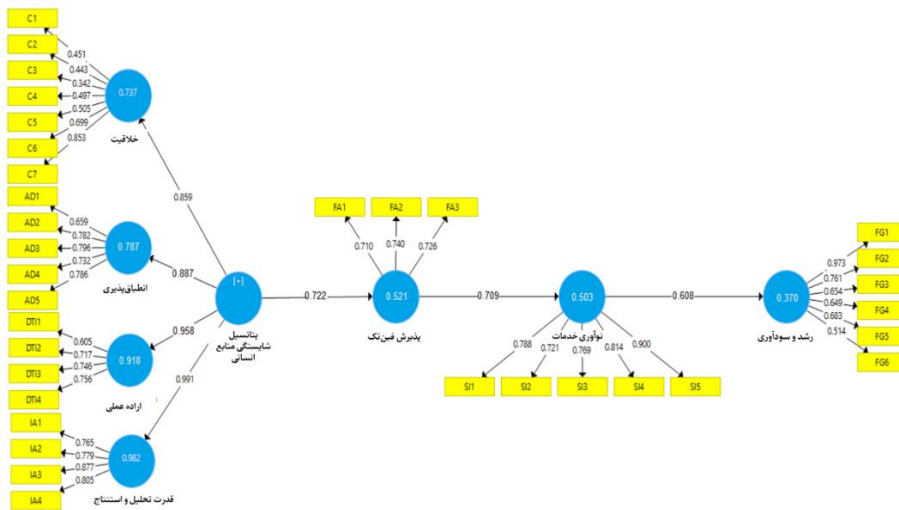 C1
C2
C3
C4
C5
C6
C7
0.451
0.443
0.342
0.497
0.505
0.699
0.853
0.737
خلاقیت
0.859
AD1
AD2
AD3
AD4
AD5
0.659
0.782
0.796
0.732
0.786
0.787
انطباق‌پذیری
0.887
DTI1
DTI2
DTI3
DTI4
0.605
0.717
0.746
0.756
0.918
اراده عملی
0.958
IA1
IA2
IA3
IA4
0.765
0.779
0.877
0.805
0.982
قدرت تحلیل و استنتاج
0.991
[+]
پتانسیل
شایستگی منابع
انسانی
0.722
FA1
FA2
FA3
0.710
0.740
0.726
0.521
پذیرش فین‌تک
0.709
0.503
نوآوری خدمات
0.788
0.721
0.769
0.814
0.900
SI1
SI2
SI3
SI4
SI5
0.608
0.370
رشد و سودآوری
FG1
FG2
FG3
FG4
FG5
FG6
0.973
0.761
0.654
0.649
0.683
0.514